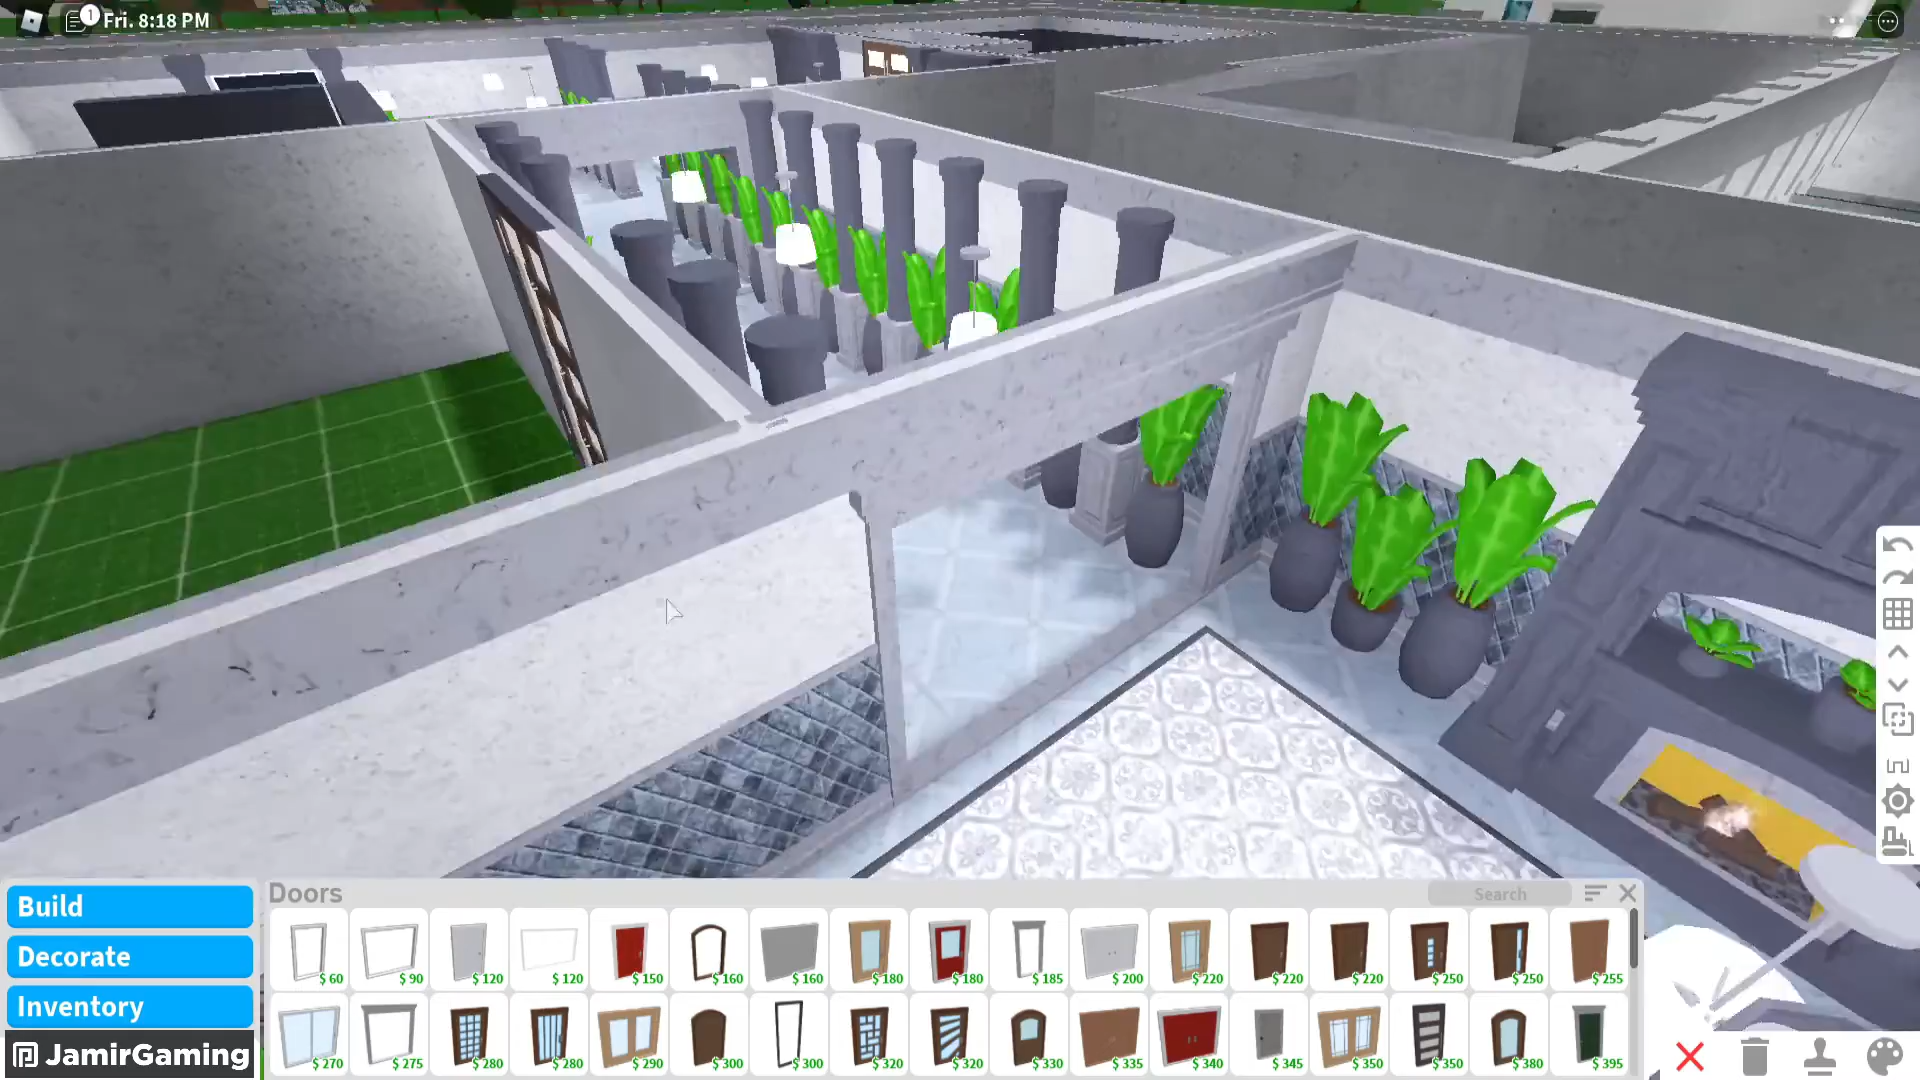 1
Fri. 8:18 PM
Build
Decorate
Inventory
JamirGaming
Doors
Search
$ 60 $ 90 $ 120 $ 120 $ 150 $ 160 $ 160 $ 180 $ 180 $ 185 $ 200 $ 220 $ 220 $ 220 $ 250 $ 250 $ 255
$ 270 $ 275 $ 280 $ 280 $ 290 $ 300 $ 300 $ 320 $ 320 $ 330 $ 335 $ 340 $ 345 $ 350 $ 350 $ 380 $ 395